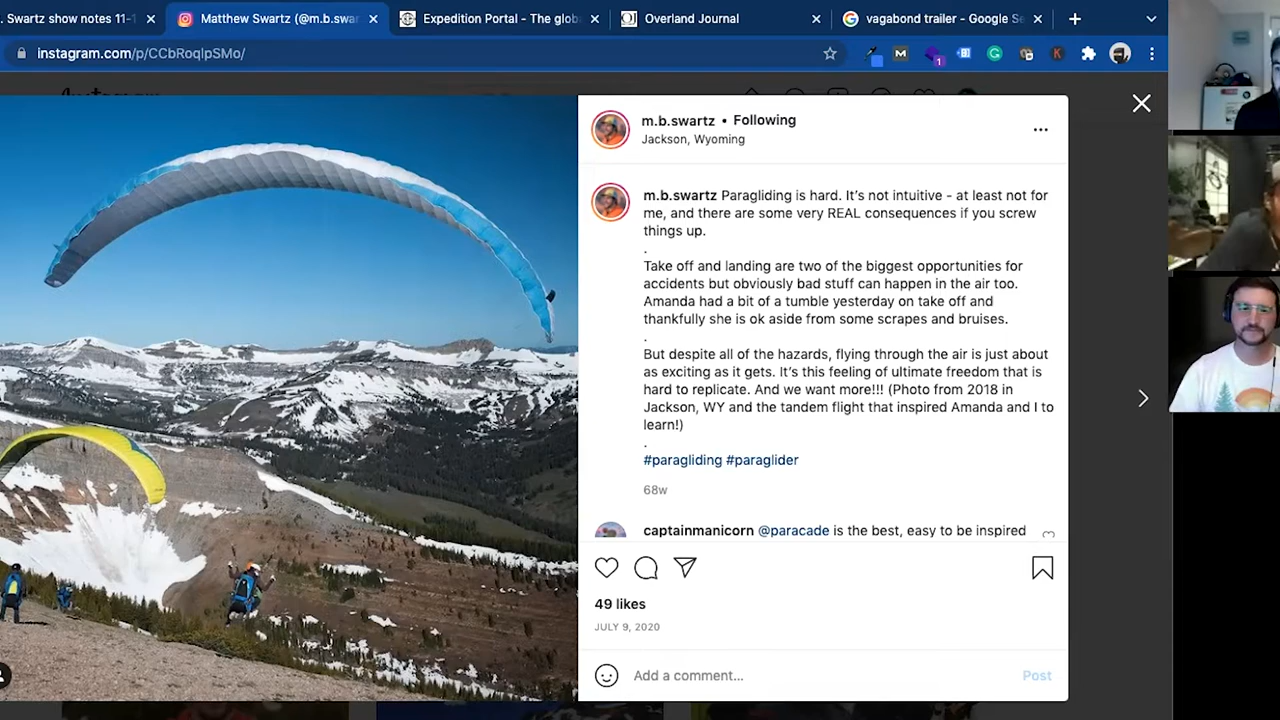 . Swartz show notes 11-1
Matthew Swartz (@m.b.swar
Expedition Portal - The glob
Overland Journal
vagabond trailer - Google Se
instagram.com/p/CCbRoqlpSMo/
m.b.swartz • Following
Jackson, Wyoming
m.b.swartz Paragliding is hard. It's not intuitive - at least not for
me, and there are some very REAL consequences if you screw
things up.
.
Take off and landing are two of the biggest opportunities for
accidents but obviously bad stuff can happen in the air too.
Amanda had a bit of a tumble yesterday on take off and
thankfully she is ok aside from some scrapes and bruises.
.
But despite all of the hazards, flying through the air is just about
as exciting as it gets. It's this feeling of ultimate freedom that is
hard to replicate. And we want more!!! (Photo from 2018 in
Jackson, WY and the tandem flight that inspired Amanda and I to
learn!)
.
#paragliding #paraglider
68w
captainmanicorn @paracade is the best, easy to be inspired
49 likes
JULY 9, 2020
Add a comment...
Post